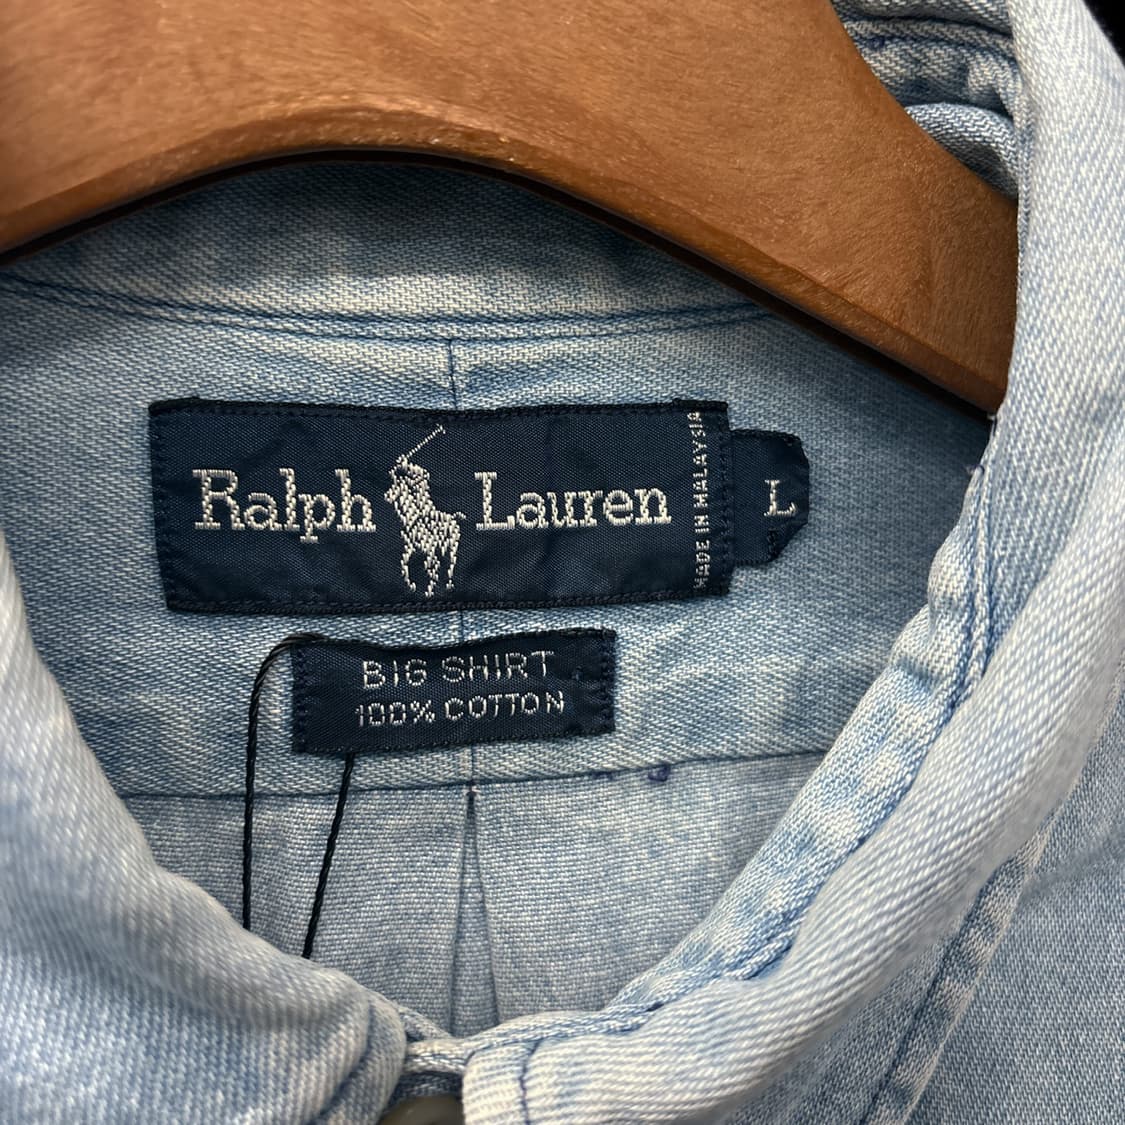 Ralph Lauren
MADE IN MALAYSIA
L
BIG SHIRT
100% COTTON